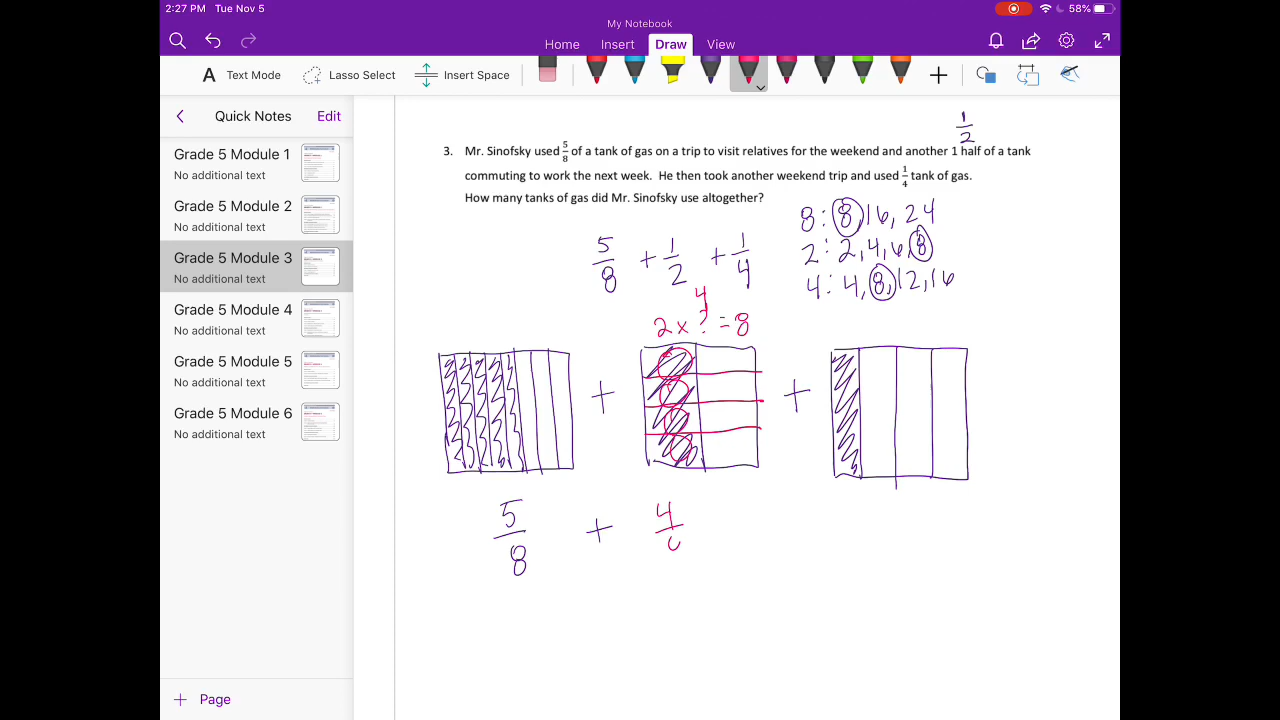 2:27 PM Tue Nov 5
58%
My Notebook
Home Insert Draw View
A Text Mode Lasso Select Insert Space
Quick Notes Edit
Grade 5 Module 1
No additional text
Grade 5 Module 2
No additional text
Grade 5 Module 3
No additional text
Grade 5 Module 4
No additional text
Grade 5 Module 5
No additional text
Grade 5 Module 6
No additional text
+ Page
1/2
3. Mr. Sinofsky used 5/8 of a tank of gas on a trip to visit relatives for the weekend and another 1 half of a tank
commuting to work the next week. He then took another weekend trip and used 1/4 tank of gas.
How many tanks of gas did Mr. Sinofsky use altogether?
8: 8, 16, 24
2: 2, 4, 6, 8
4: 4, 8, 12, 16
5/8 + 1/2 + 1/4
4
2 x ? = 8
+ +
5/8 + 4/